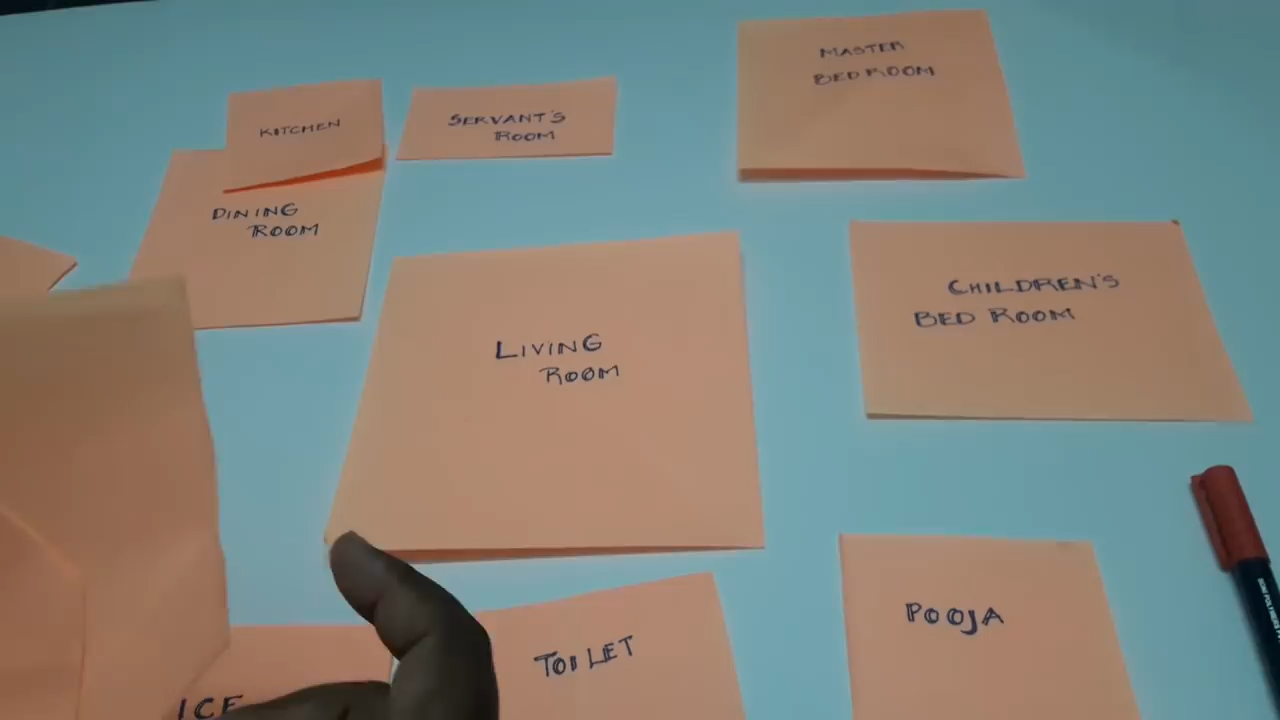 MASTER
BED ROOM
KITCHEN
SERVANT'S
ROOM
DINING
ROOM
CHILDREN'S
BED ROOM
LIVING
ROOM
POOJA
TOILET